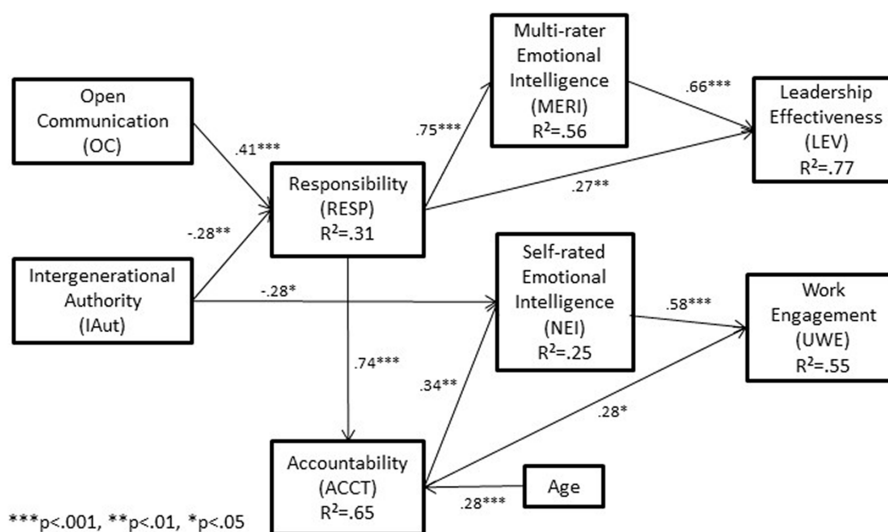 Open
Communication
(OC)
.41***
Intergenerational
Authority
(IAut)
-.28**
-.28*
Responsibility
(RESP)
R²=.31
.75***
.27**
.74***
Multi-rater
Emotional
Intelligence
(MERI)
R²=.56
.66***
Leadership
Effectiveness
(LEV)
R²=.77
Self-rated
Emotional
Intelligence
(NEI)
R²=.25
.58***
Work
Engagement
(UWE)
R²=.55
.34**
.28*
Accountability
(ACCT)
R²=.65
.28***
Age
***p<.001, **p<.01, *p<.05